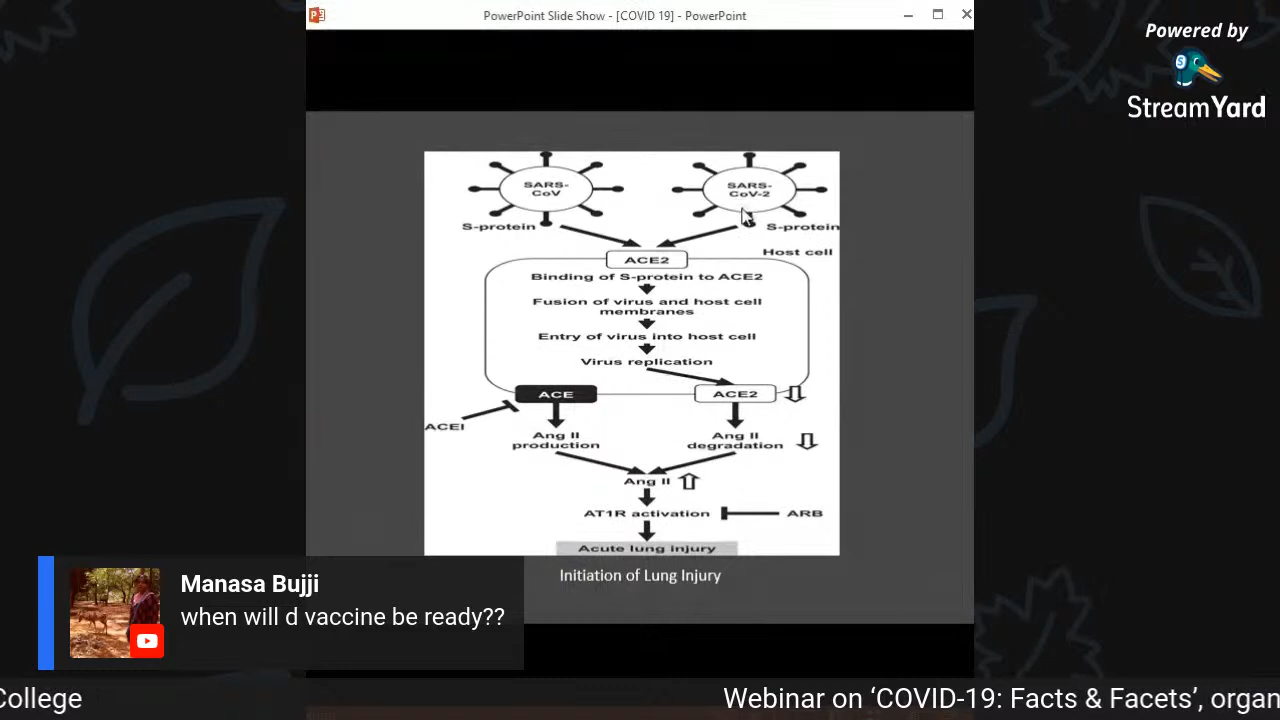 PowerPoint Slide Show - [COVID 19] - PowerPoint
Powered by
StreamYard
SARS-
CoV
SARS-
CoV-2
S-protein
S-protein
Host cell
ACE2
Binding of S-protein to ACE2
Fusion of virus and host cell
membranes
Entry of virus into host cell
Virus replication
ACE
ACE2
ACEI
Ang II
production
Ang II
degradation
Ang II
AT1R activation
ARB
Acute lung injury
Initiation of Lung Injury
Manasa Bujji
when will d vaccine be ready??
College
Webinar on ‘COVID-19: Facts & Facets’, organ